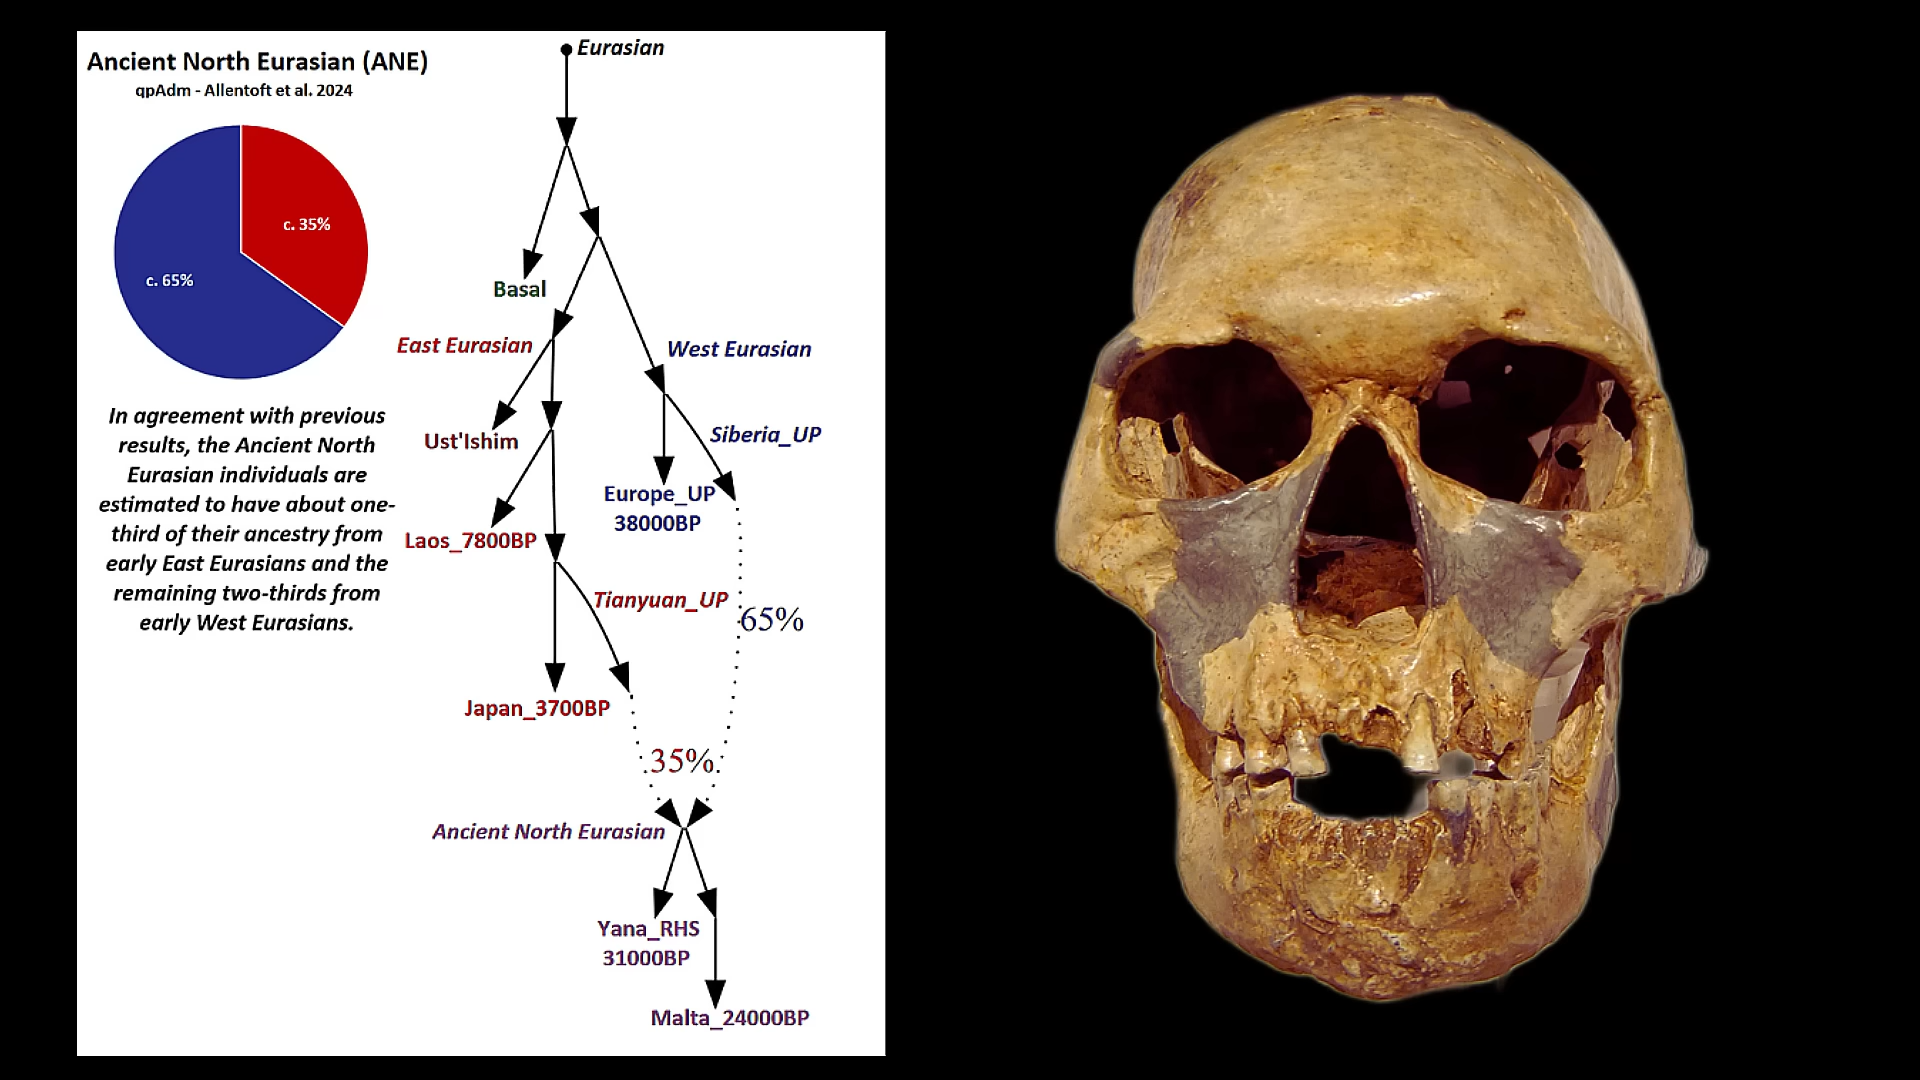 Ancient North Eurasian (ANE)
qpAdm - Allentoft et al. 2024
c. 35%
c. 65%
In agreement with previous
results, the Ancient North
Eurasian individuals are
estimated to have about one-
third of their ancestry from
early East Eurasians and the
remaining two-thirds from
early West Eurasians.
Eurasian
Basal
East Eurasian
West Eurasian
Ust'Ishim
Siberia_UP
Europe_UP
38000BP
Laos_7800BP
Tianyuan_UP
65%
Japan_3700BP
35%
Ancient North Eurasian
Yana_RHS
31000BP
Malta_24000BP